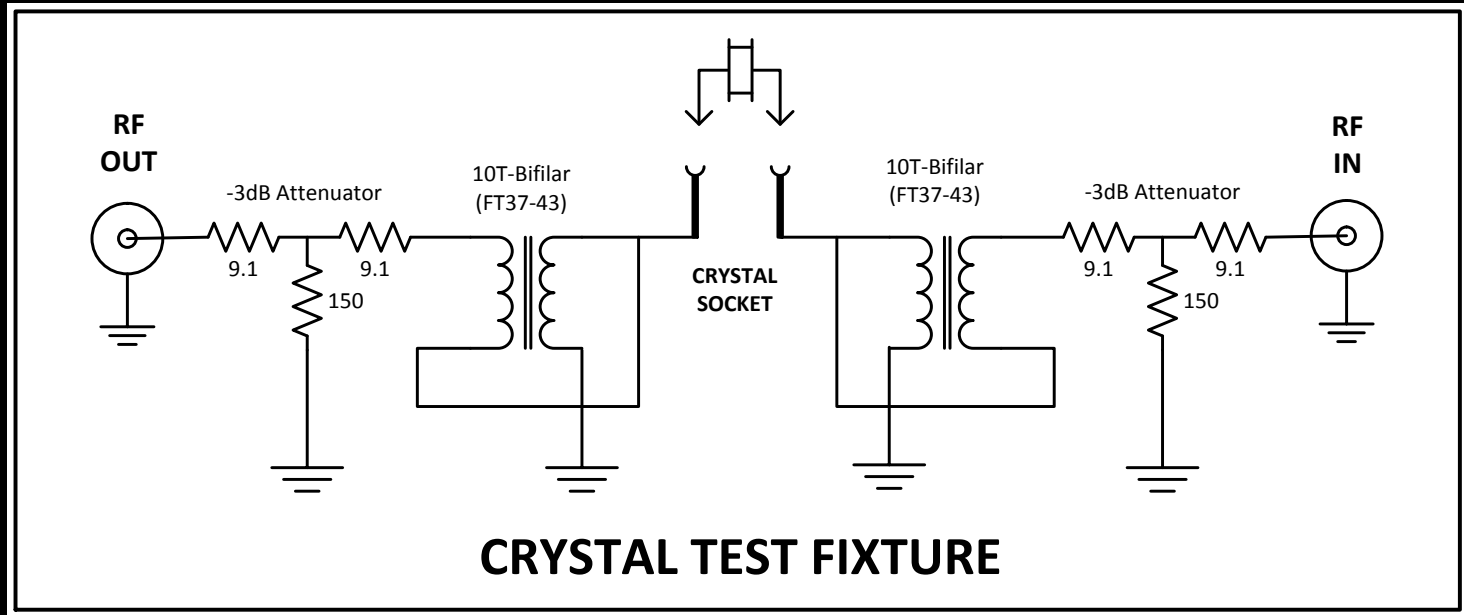 RF
OUT
-3dB Attenuator
9.1
9.1
150
10T-Bifilar
(FT37-43)
CRYSTAL
SOCKET
10T-Bifilar
(FT37-43)
-3dB Attenuator
9.1
9.1
150
RF
IN
CRYSTAL TEST FIXTURE